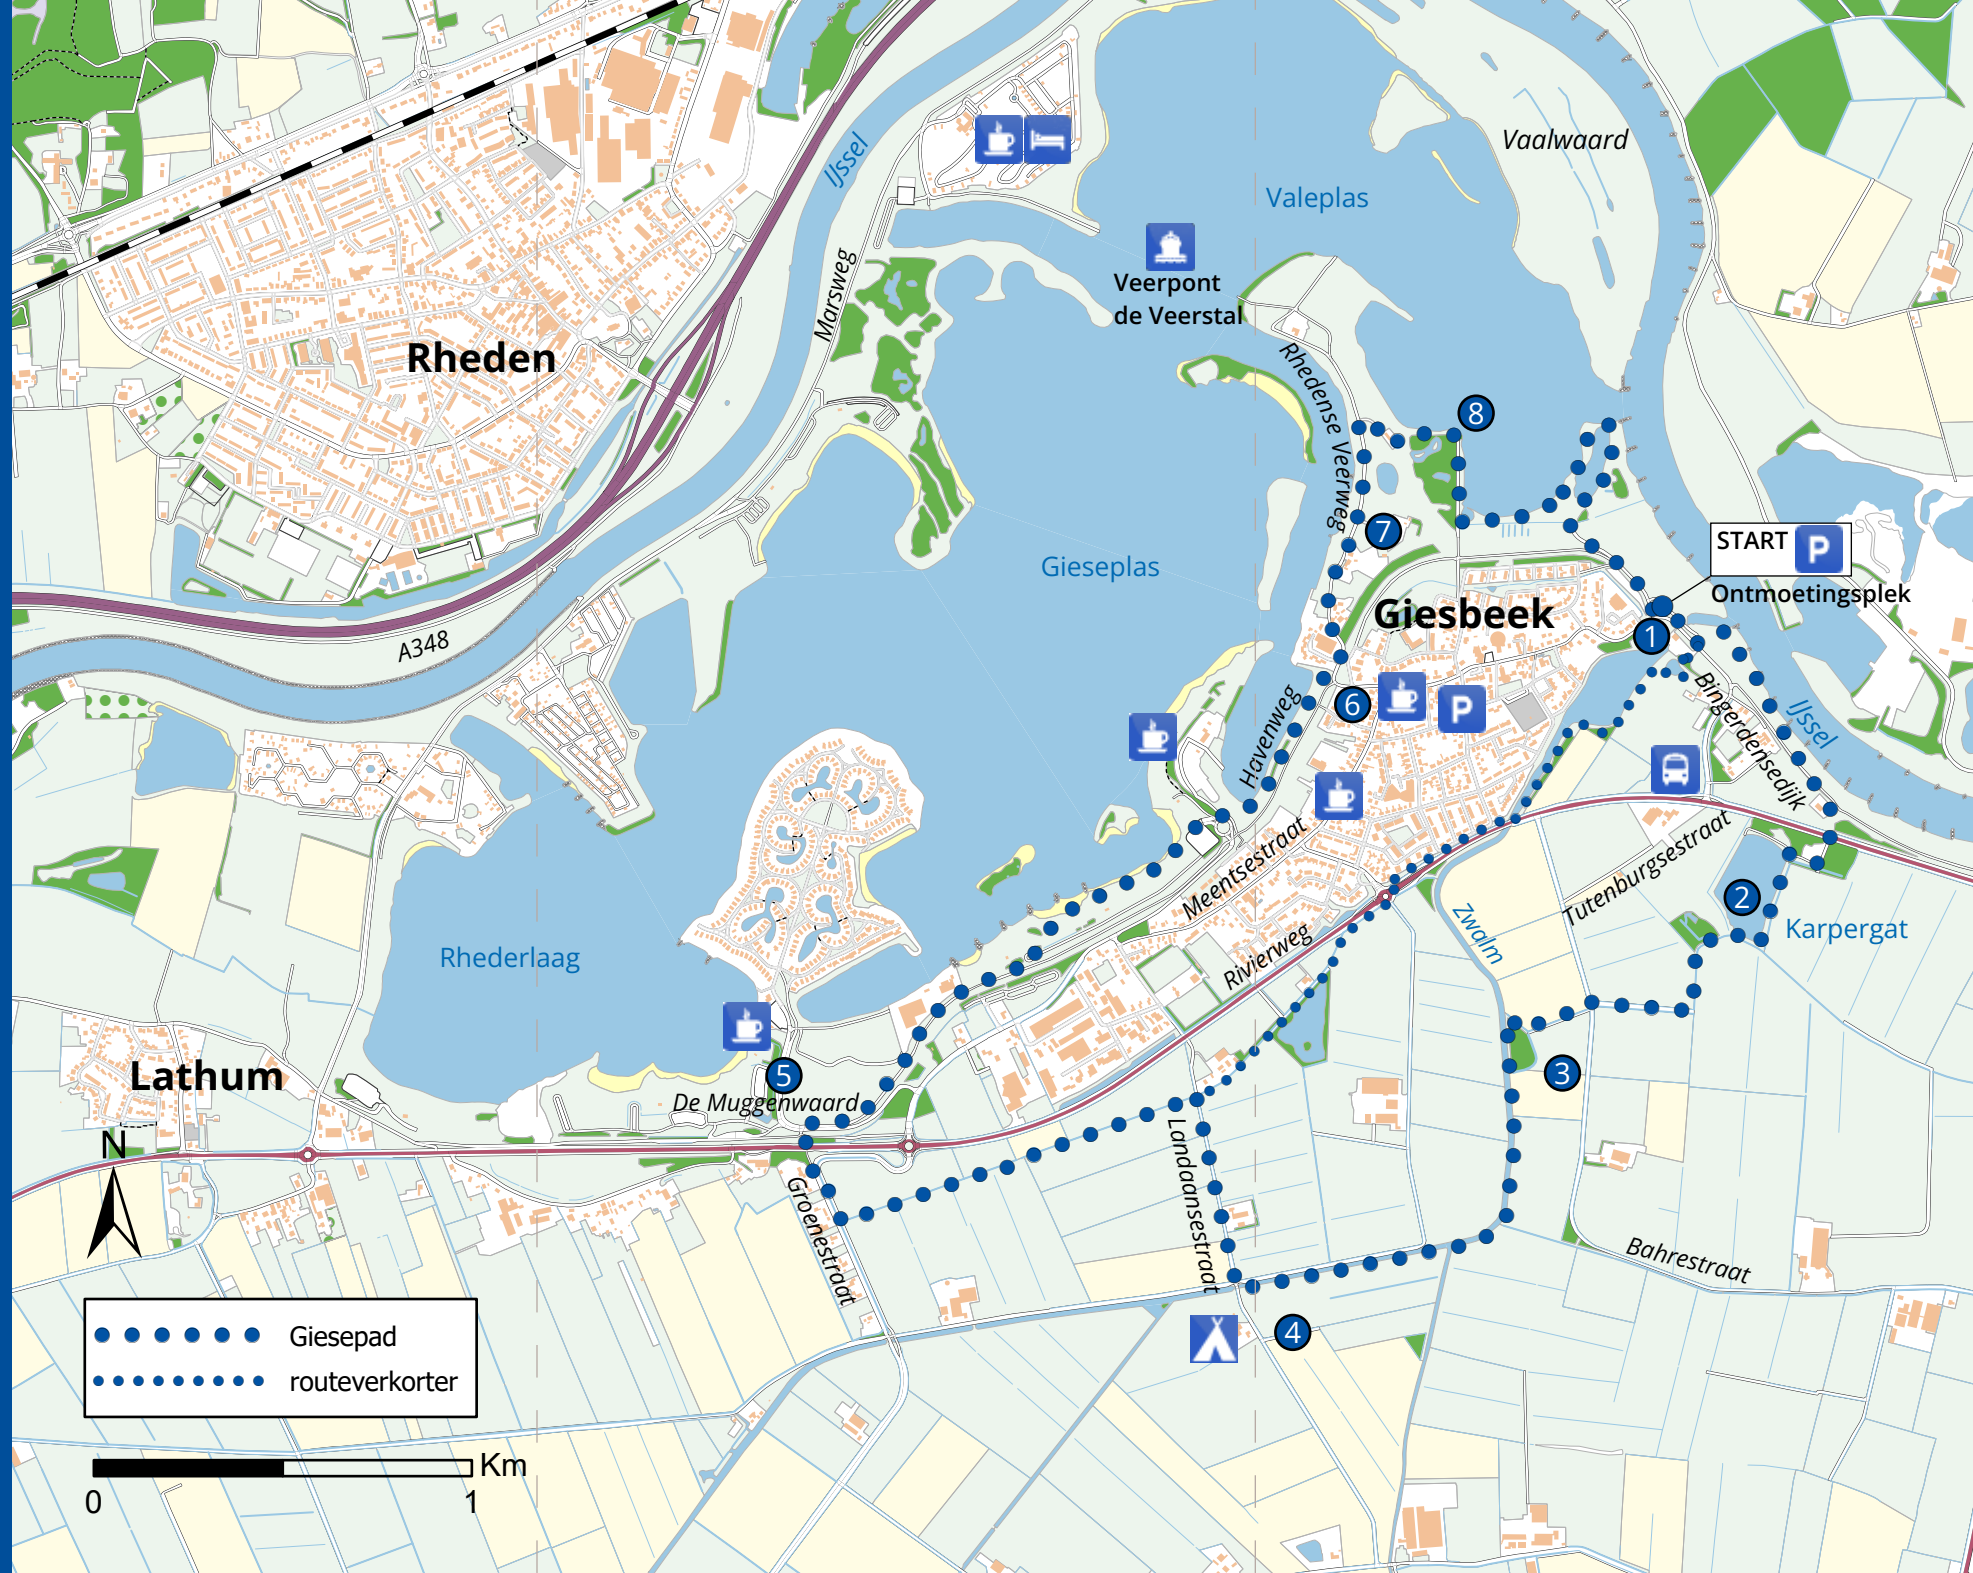 IJssel
Vaalwaard
Valeplas
Veerpont
de Veerstal
Marsweg
Rheden
Rhedense Veerweg
8
7
START P
Ontmoetingsplek
Gieseplas
Giesbeek
1
A348
6
P
Havenweg
Bingerdensedijk
IJssel
Meentsestraat
Tutenburgsestraat
2
Karpergat
Zwalm
Rivierweg
Rhederlaag
Lathum
5
De Muggenwaard
3
N
Landaansestraat
Groenestraat
Bahrestraat
4
Giesepad
routeverkorter
Km
0 1